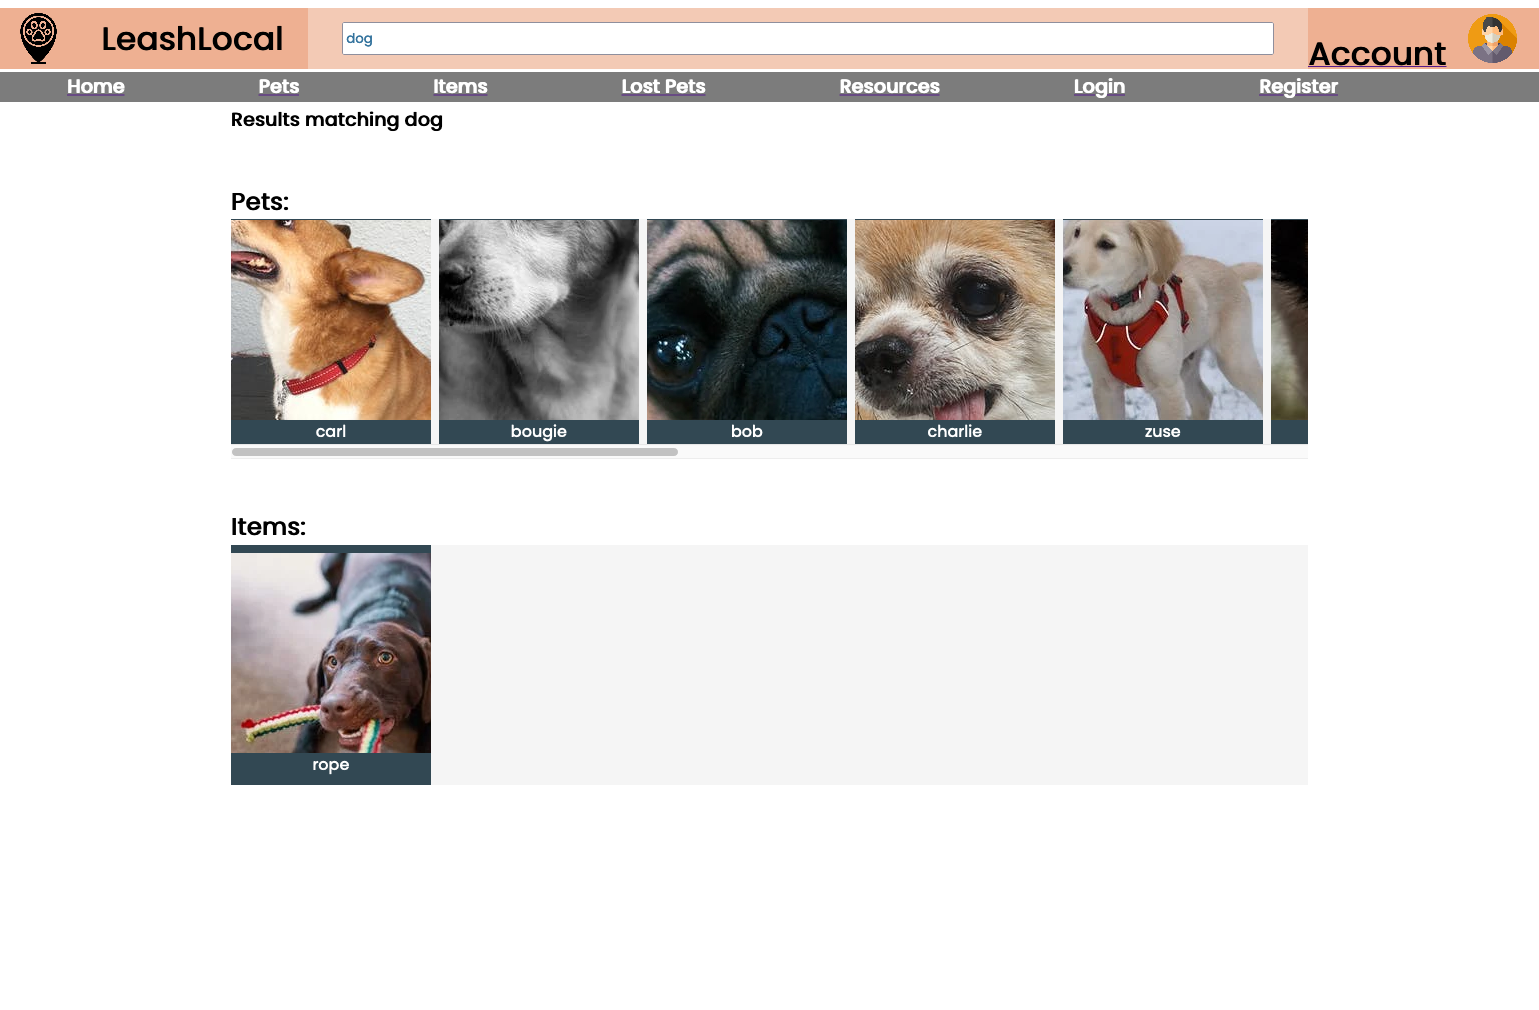 LeashLocal
dog
Account
Home Pets Items Lost Pets Resources Login Register
Results matching dog
Pets:
carl bougie bob charlie zuse
Items:
rope